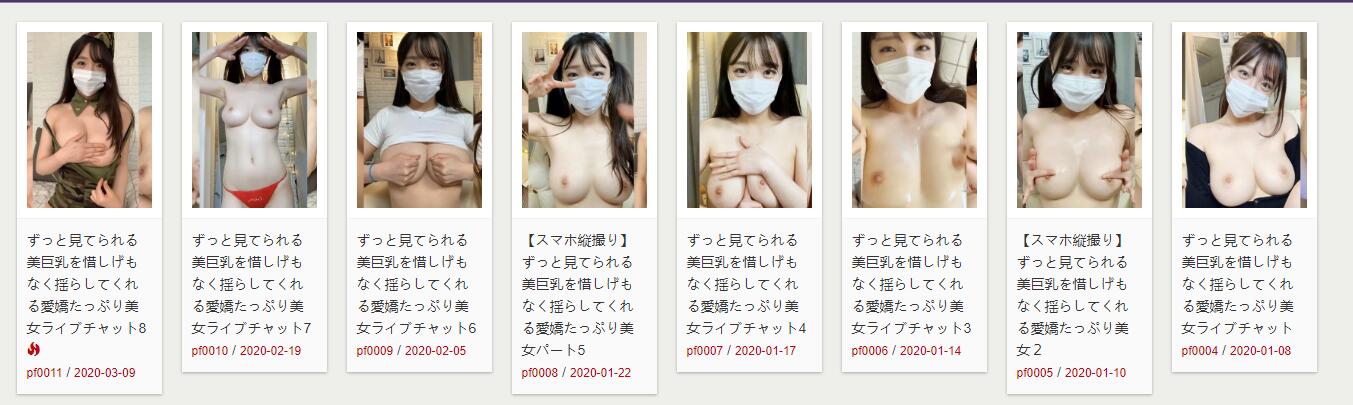 ずっと見てられる
美巨乳を惜しげも
なく揺らしてくれ
る愛嬌たっぷり美
女ライブチャット8
pf0011 / 2020-03-09
ずっと見てられる
美巨乳を惜しげも
なく揺らしてくれ
る愛嬌たっぷり美
女ライブチャット7
pf0010 / 2020-02-19
ずっと見てられる
美巨乳を惜しげも
なく揺らしてくれ
る愛嬌たっぷり美
女ライブチャット6
pf0009 / 2020-02-05
【スマホ縦撮り】
ずっと見てられる
美巨乳を惜しげも
なく揺らしてくれ
る愛嬌たっぷり美
女パート5
pf0008 / 2020-01-22
ずっと見てられる
美巨乳を惜しげも
なく揺らしてくれ
る愛嬌たっぷり美
女ライブチャット4
pf0007 / 2020-01-17
ずっと見てられる
美巨乳を惜しげも
なく揺らしてくれ
る愛嬌たっぷり美
女ライブチャット3
pf0006 / 2020-01-14
【スマホ縦撮り】
ずっと見てられる
美巨乳を惜しげも
なく揺らしてくれ
る愛嬌たっぷり美
女２
pf0005 / 2020-01-10
ずっと見てられる
美巨乳を惜しげも
なく揺らしてくれ
る愛嬌たっぷり美
女ライブチャット
pf0004 / 2020-01-08